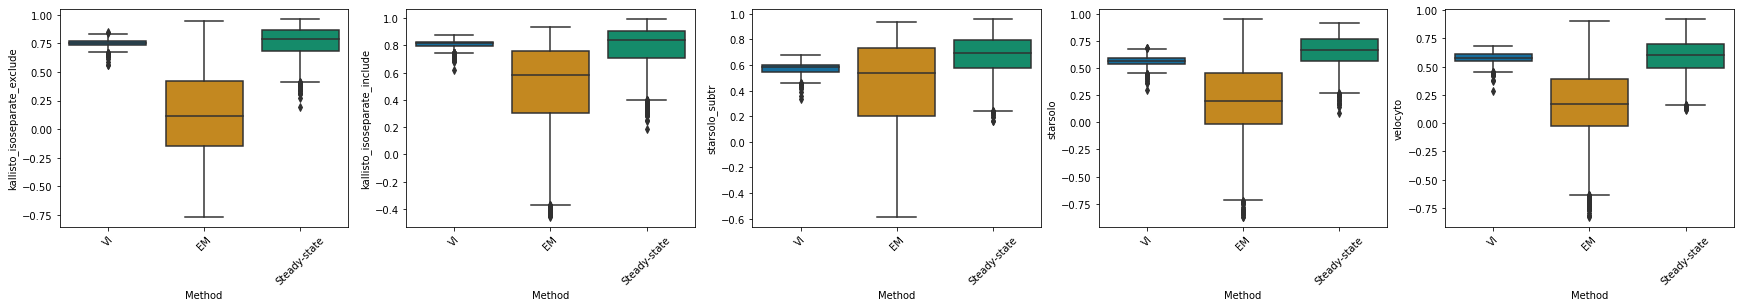 kallisto_isoseparate_exclude
1.00
0.75
0.50
0.25
0.00
−0.25
−0.50
−0.75
VI
EM
Steady-state
Method
kallisto_isoseparate_include
1.0
0.8
0.6
0.4
0.2
0.0
−0.2
−0.4
VI
EM
Steady-state
Method
starsolo_subtr
1.0
0.8
0.6
0.4
0.2
0.0
−0.2
−0.4
−0.6
VI
EM
Steady-state
Method
starsolo
1.00
0.75
0.50
0.25
0.00
−0.25
−0.50
−0.75
VI
EM
Steady-state
Method
velocyto
1.00
0.75
0.50
0.25
0.00
−0.25
−0.50
−0.75
VI
EM
Steady-state
Method